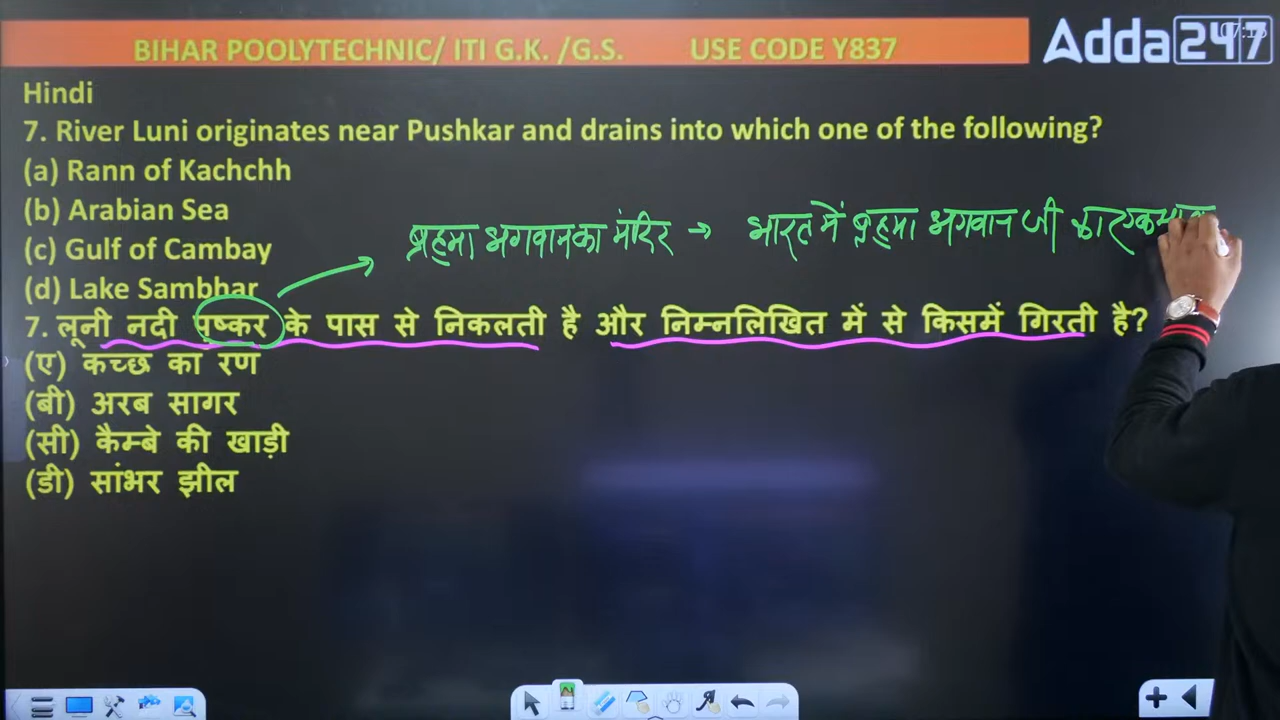 BIHAR POOLYTECHNIC/ ITI G.K. /G.S. USE CODE Y837
Adda247
Hindi
7. River Luni originates near Pushkar and drains into which one of the following?
(a) Rann of Kachchh
(b) Arabian Sea
(c) Gulf of Cambay
(d) Lake Sambhar
ब्रह्मा भगवान का मंदिर → भारत में ब्रह्मा भगवान जी का एकमात्र
7. लूनी नदी पुष्कर के पास से निकलती है और निम्नलिखित में से किसमें गिरती है?
(ए) कच्छ का रण
(बी) अरब सागर
(सी) कैम्बे की खाड़ी
(डी) सांभर झील